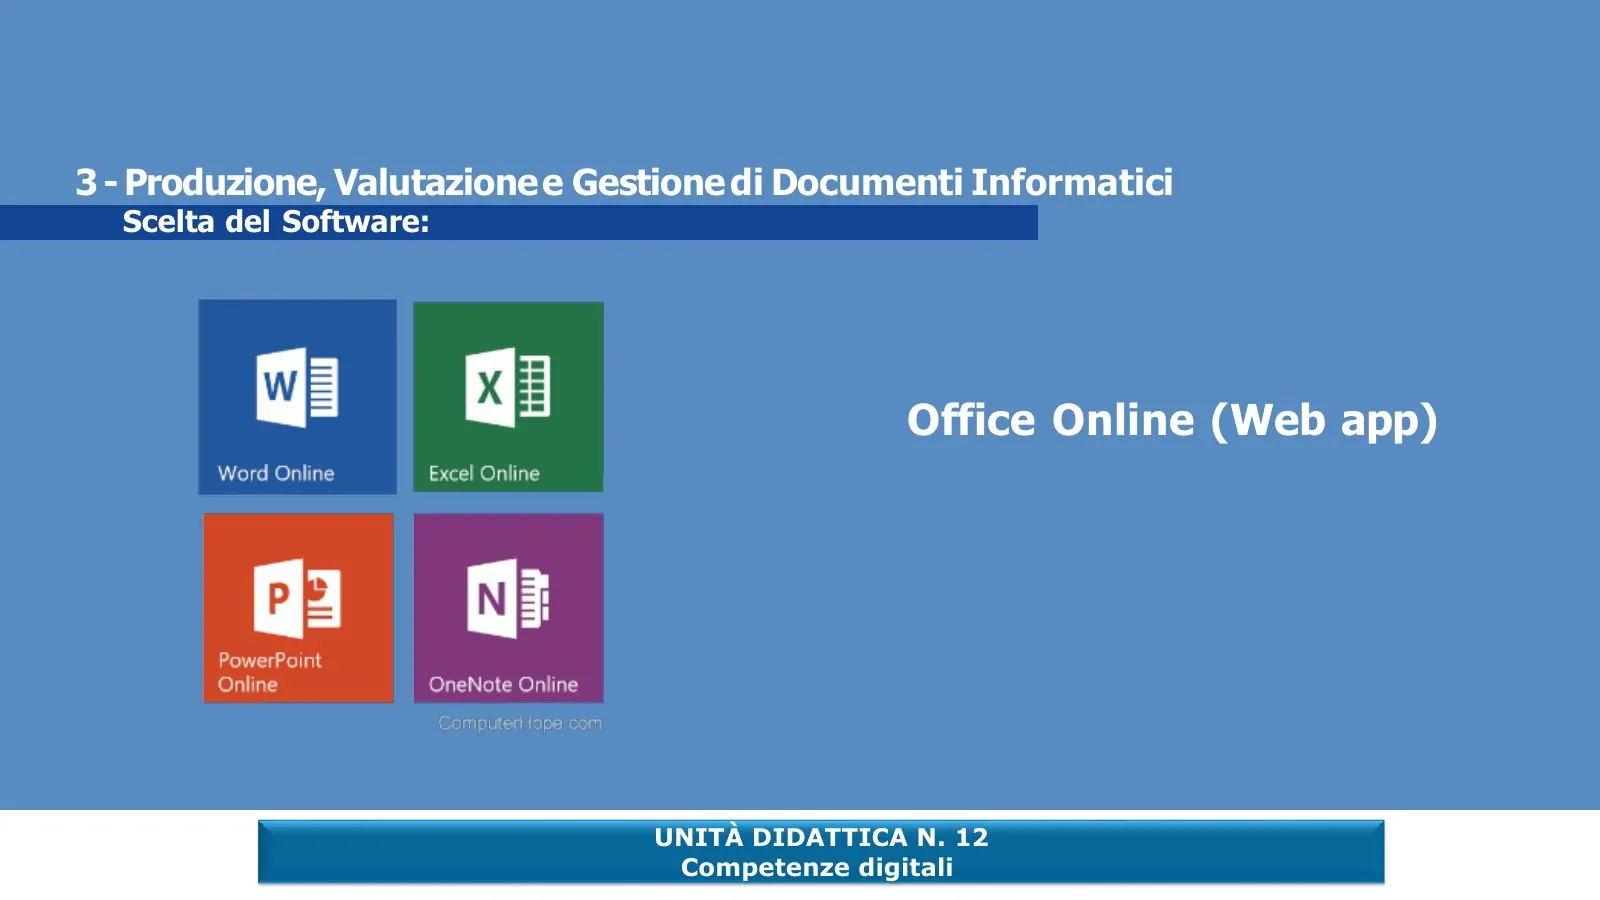 3 - Produzione, Valutazione e Gestione di Documenti Informatici
Scelta del Software:
W
X
Word Online
Excel Online
Office Online (Web app)
P
N
PowerPoint
Online
OneNote Online
ComputerHope.com
UNITÀ DIDATTICA N. 12
Competenze digitali